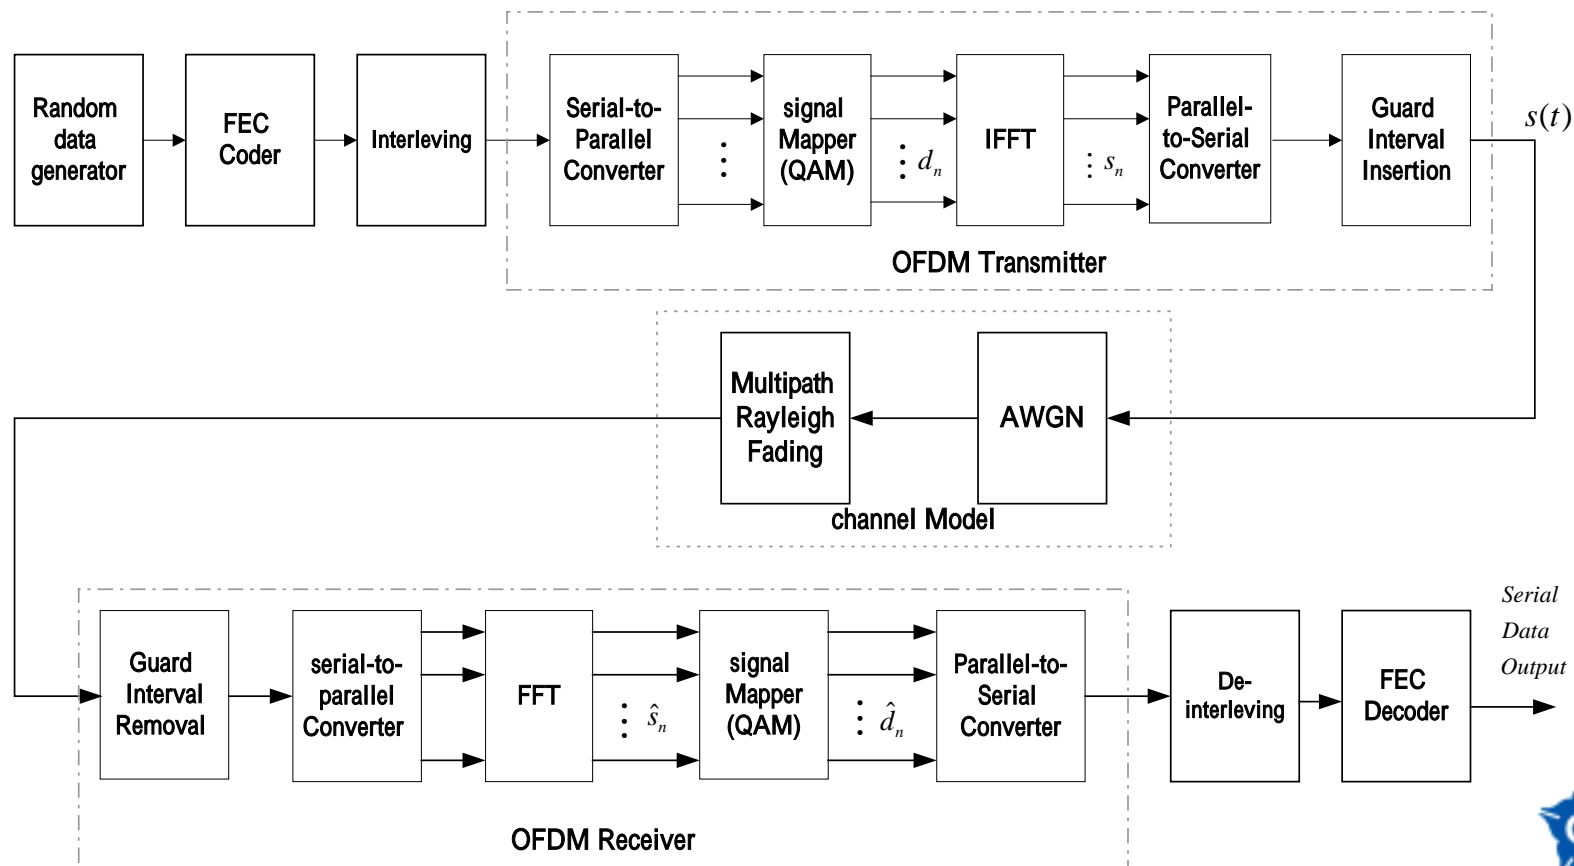 Random
data
generator
FEC
Coder
Interleving
Serial-to-
Parallel
Converter
signal
Mapper
(QAM)
d_n
IFFT
s_n
Parallel-
to-Serial
Converter
Guard
Interval
Insertion
s(t)
OFDM Transmitter
Multipath
Rayleigh
Fading
AWGN
channel Model
Guard
Interval
Removal
serial-to-
parallel
Converter
FFT
ŝ_n
signal
Mapper
(QAM)
d̂_n
Parallel-to-
Serial
Converter
De-
interleving
FEC
Decoder
Serial
Data
Output
OFDM Receiver